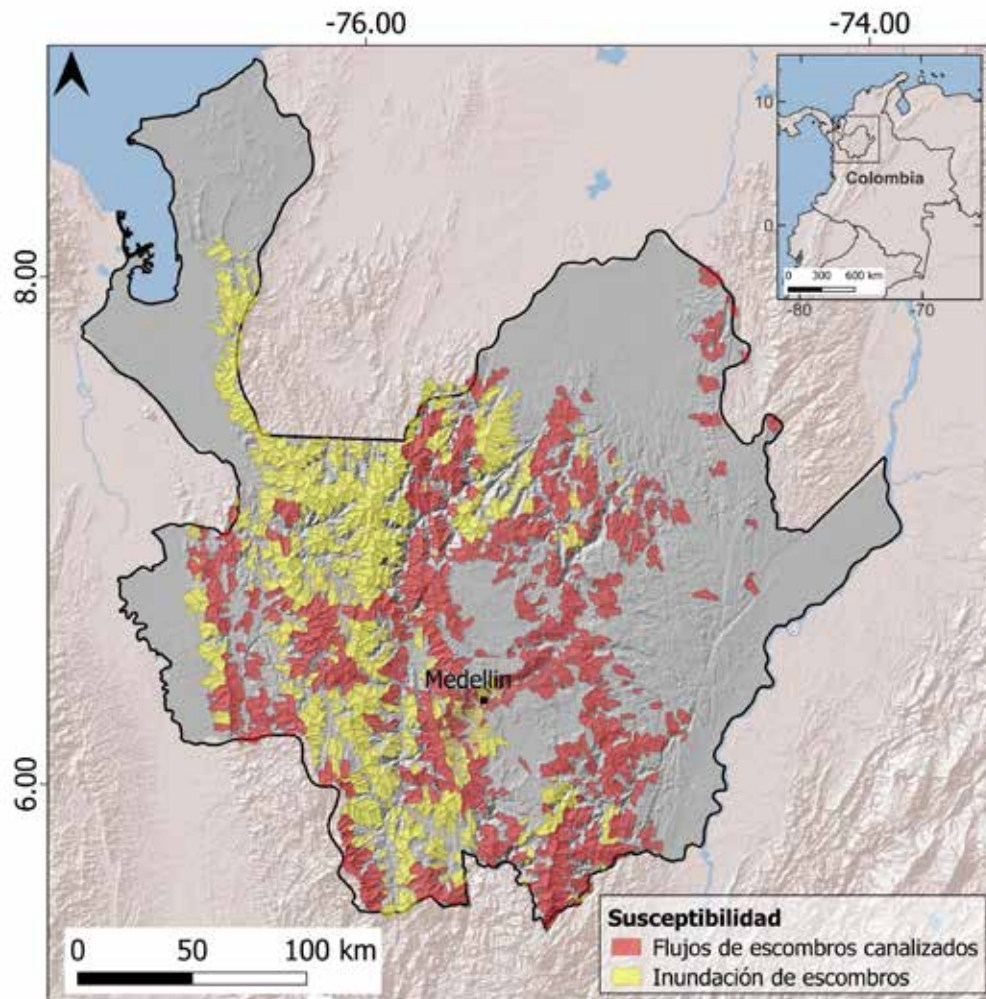 -76.00
-74.00
10
0
Colombia
0 300 600 km
-80
-70
8.00
Medellin
6.00
0 50 100 km
Susceptibilidad
Flujos de escombros canalizados
Inundación de escombros